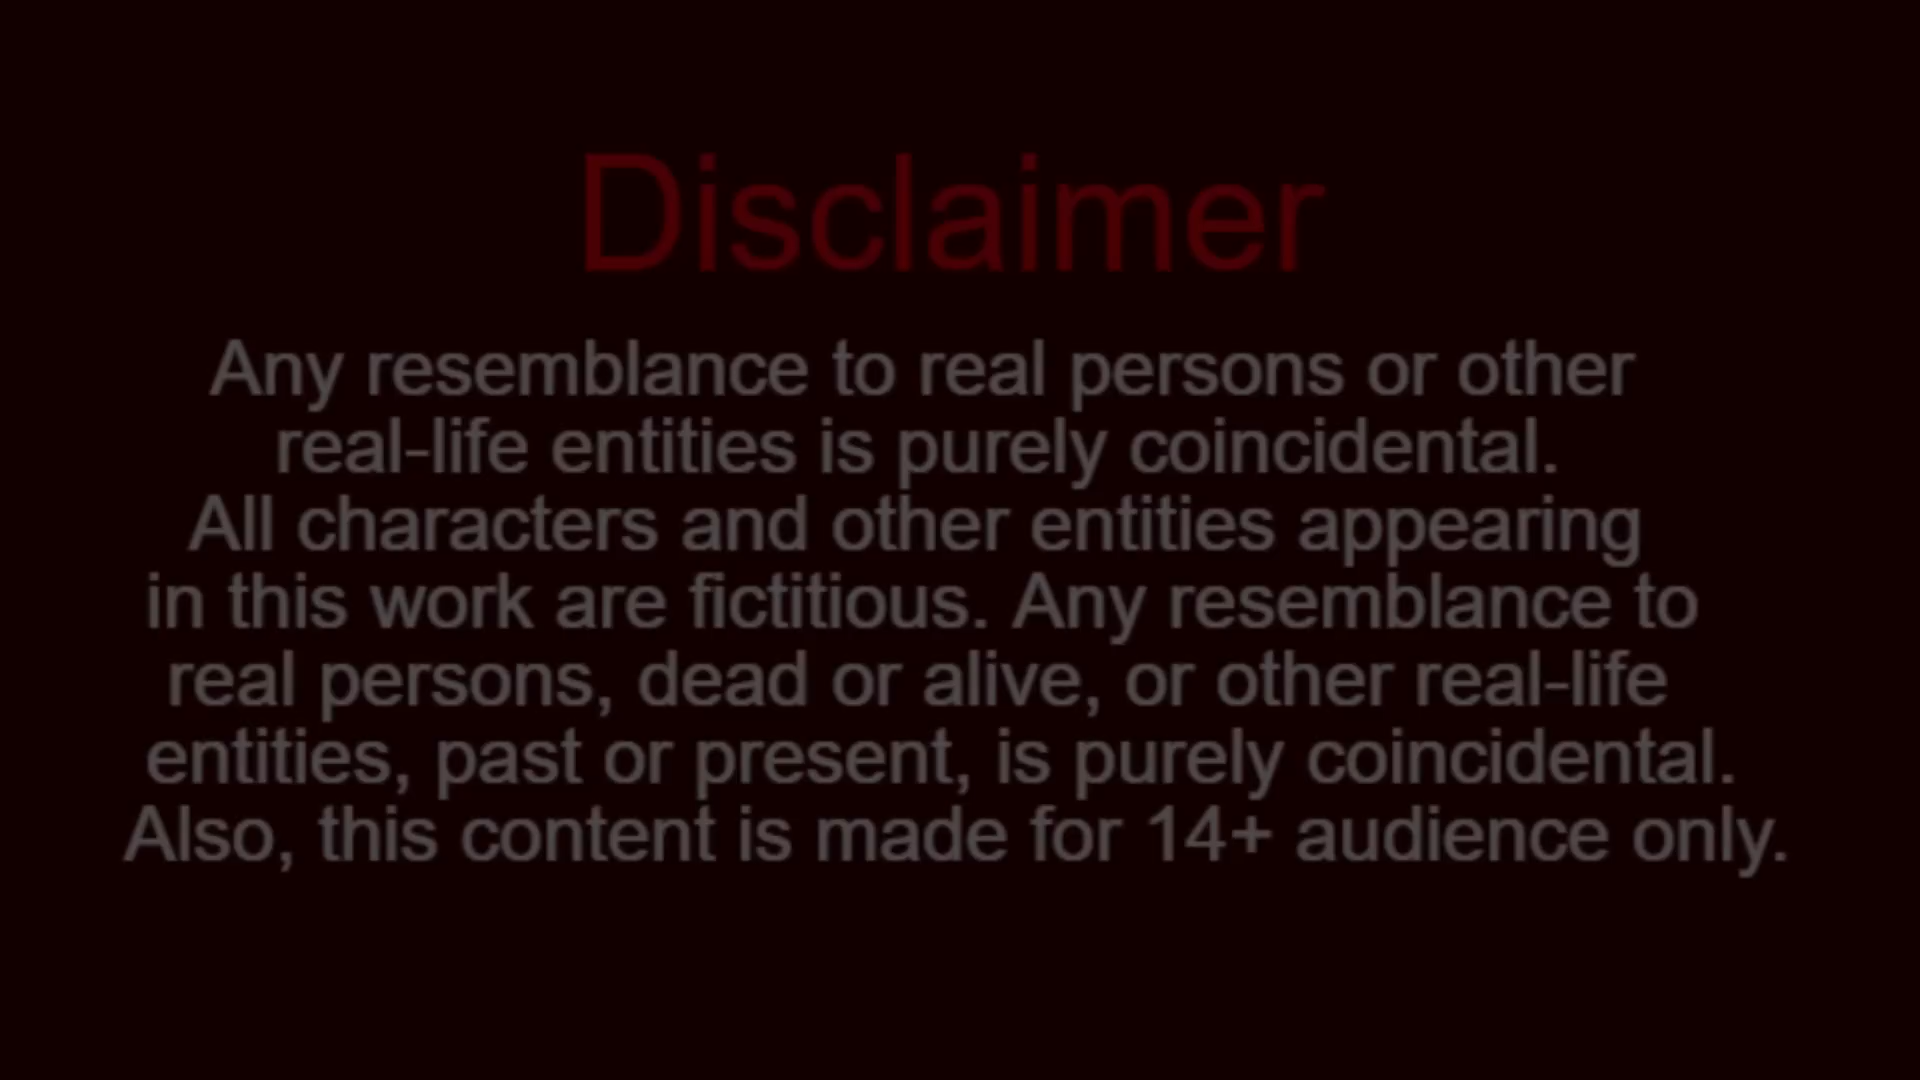 Disclaimer
Any resemblance to real persons or other
real-life entities is purely coincidental.
All characters and other entities appearing
in this work are fictitious. Any resemblance to
real persons, dead or alive, or other real-life
entities, past or present, is purely coincidental.
Also, this content is made for 14+ audience only.